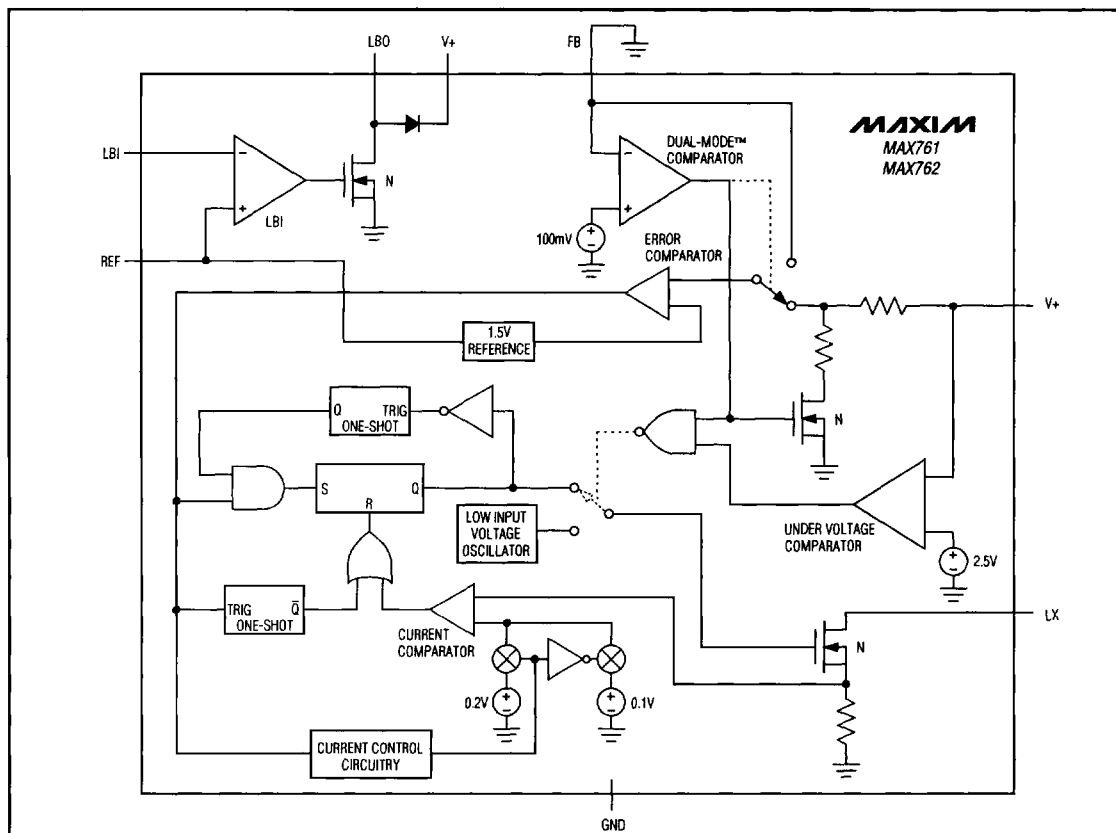 LBO
V+
FB
MAXIM
MAX761
MAX762
DUAL-MODE™
COMPARATOR
LBI
−
+
N
LBI
−
+
100mV
+
−
REF
ERROR
COMPARATOR
1.5V
REFERENCE
V+
Q TRIG
ONE-SHOT
N
S Q
R
LOW INPUT
VOLTAGE
OSCILLATOR
UNDER VOLTAGE
COMPARATOR
+
−
2.5V
TRIG Q̅
ONE-SHOT
CURRENT
COMPARATOR
N
LX
0.2V
+
−
+
−
0.1V
CURRENT CONTROL
CIRCUITRY
GND